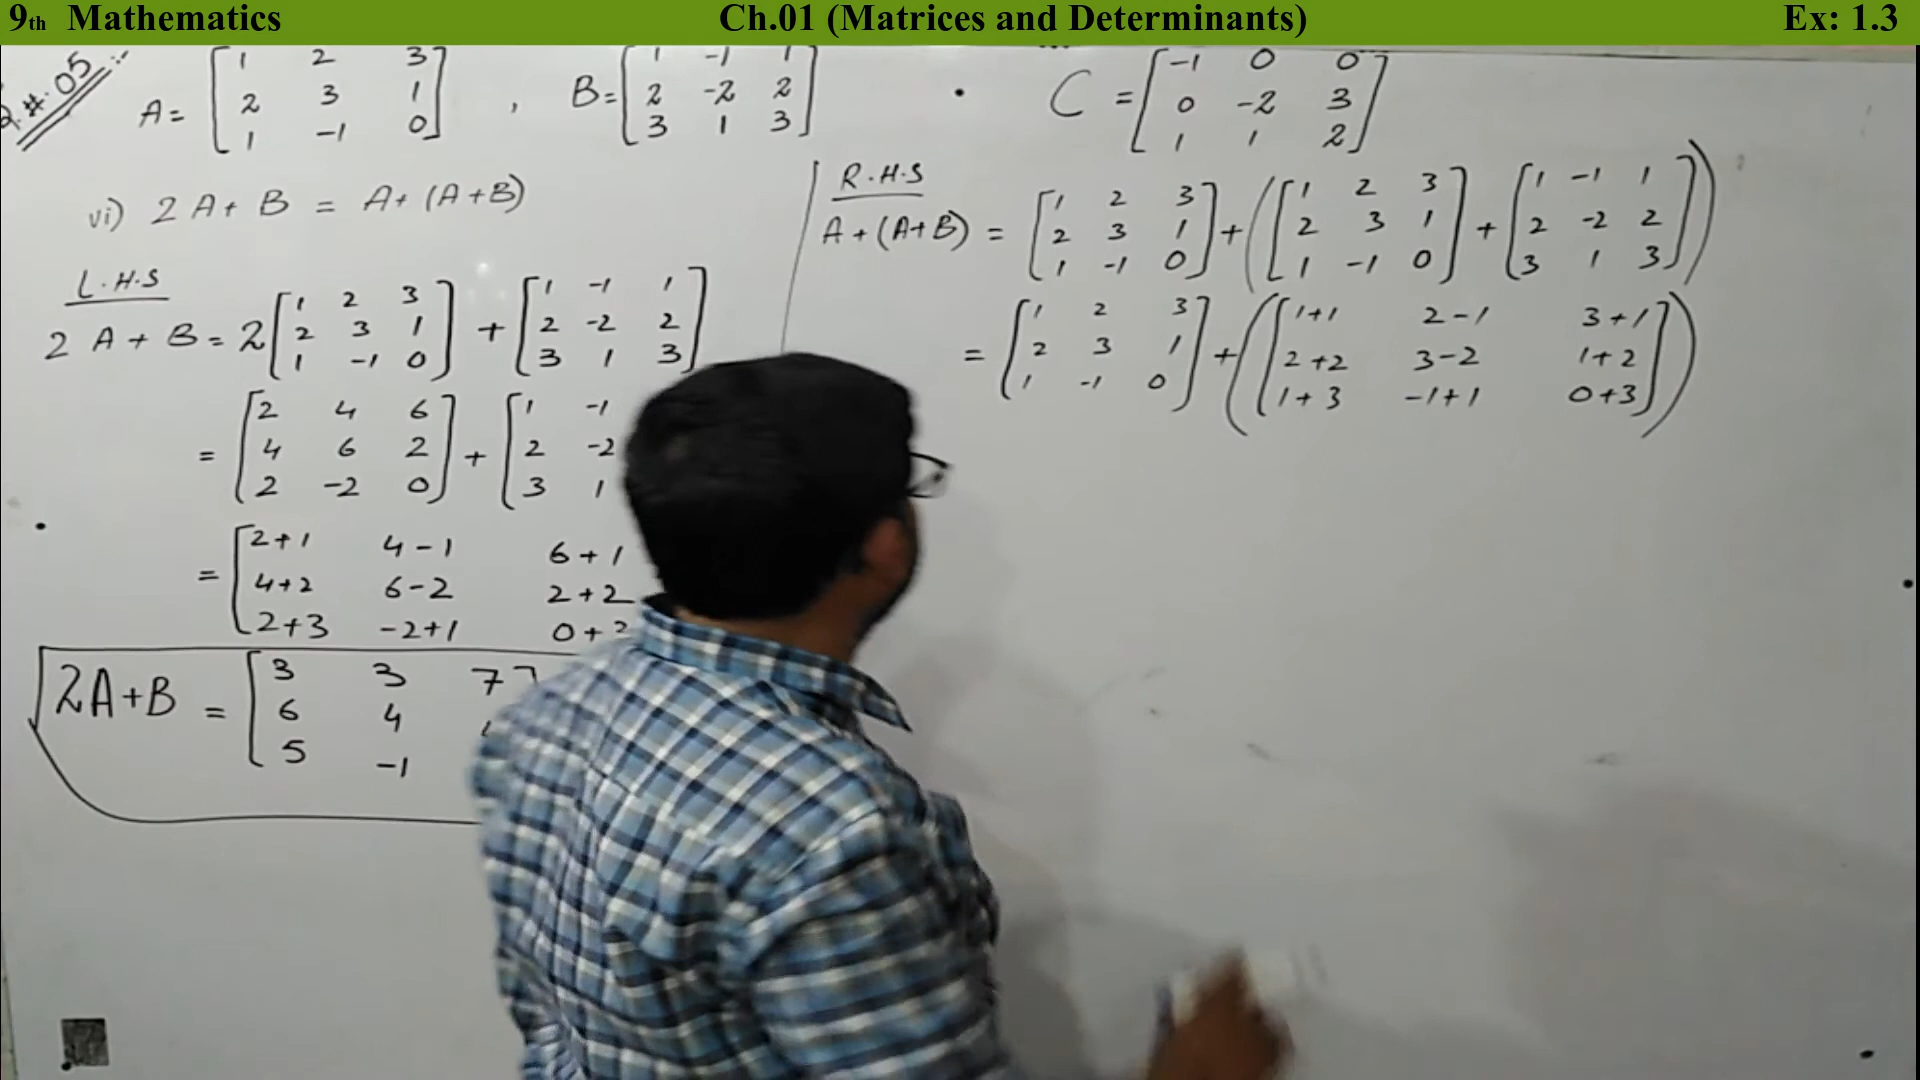 9th Mathematics Ch.01 (Matrices and Determinants) Ex: 1.3
Q.#.05
A = [1 2 3
2 3 1
1 -1 0] , B = [1 -1 1
2 -2 2
3 1 3] . C = [-1 0 0
0 -2 3
1 1 2]
vi) 2A + B = A + (A+B)
L.H.S
2A + B = 2[1 2 3
2 3 1
1 -1 0] + [1 -1 1
2 -2 2
3 1 3]
= [2 4 6
4 6 2
2 -2 0] + [1 -1
2 -2
3 1
= [2+1 4-1 6+1
4+2 6-2 2+2
2+3 -2+1 0+
2A+B = [3 3 7]
6 4
5 -1
R.H.S
A + (A+B) = [1 2 3
2 3 1
1 -1 0] + ([1 2 3
2 3 1
1 -1 0] + [1 -1 1
2 -2 2
3 1 3])
= [1 2 3
2 3 1
1 -1 0] + ([1+1 2-1 3+1
2+2 3-2 1+2
1+3 -1+1 0+3])